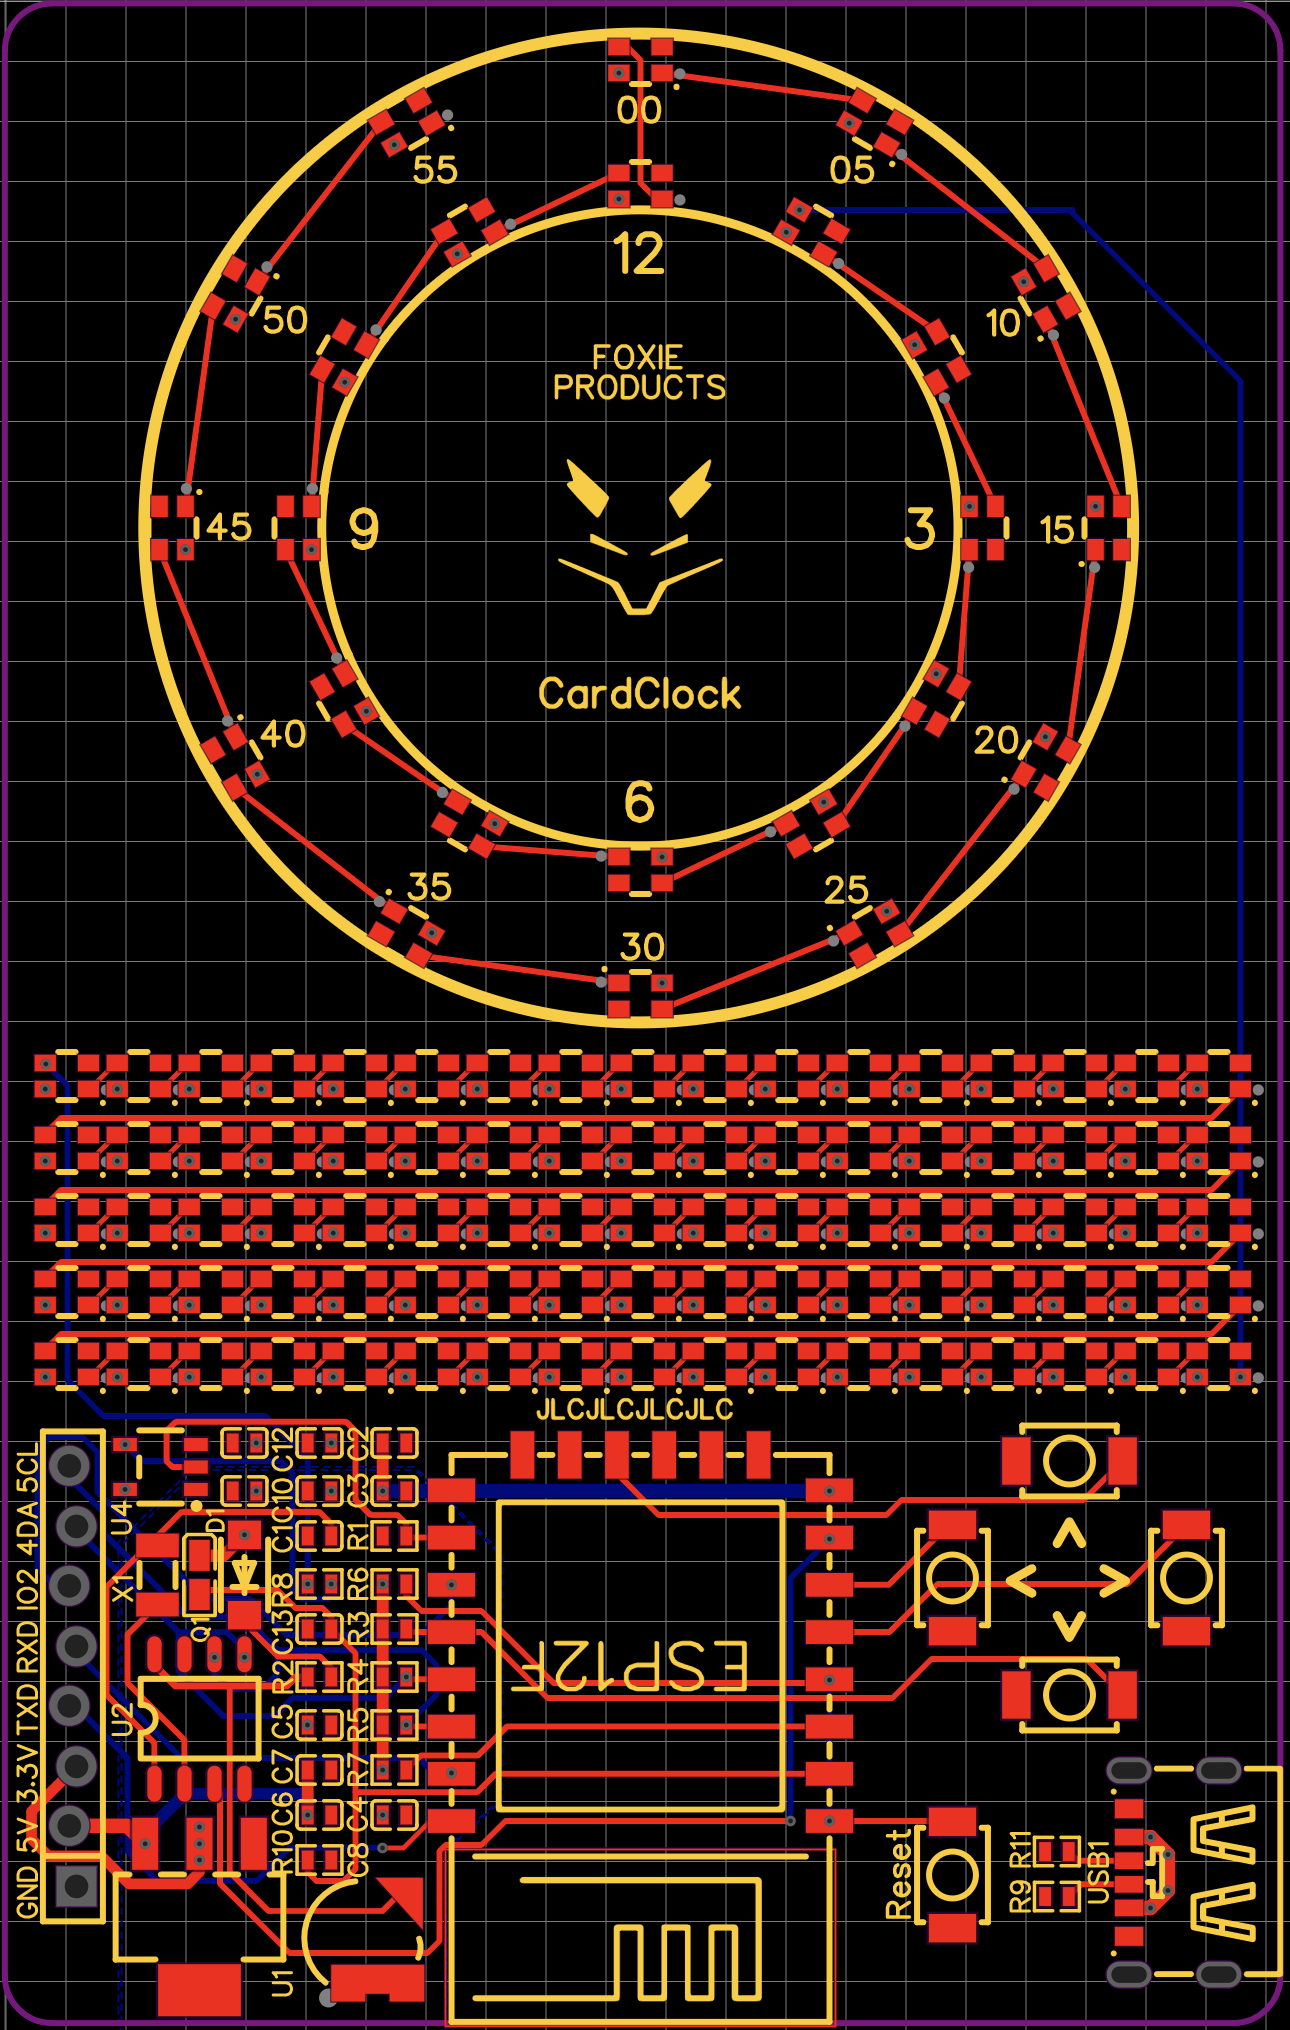 00
55
05
12
50
10
FOXIE
PRODUCTS
45
9
3
15
CardClock
40
20
6
35
25
30
JLCJLCJLCJLC
GND 5V 3.3V TXD RXD IO2 4DA 5CL
U4
X1
D1
Q1
U2
U1
C12
C10
C1
R8
C13
R2
C5
C7
C6
R10
C2
C3
R1
R6
R3
R4
R5
R7
C4
C8
ESP12F
Reset
R11
R9
USB1